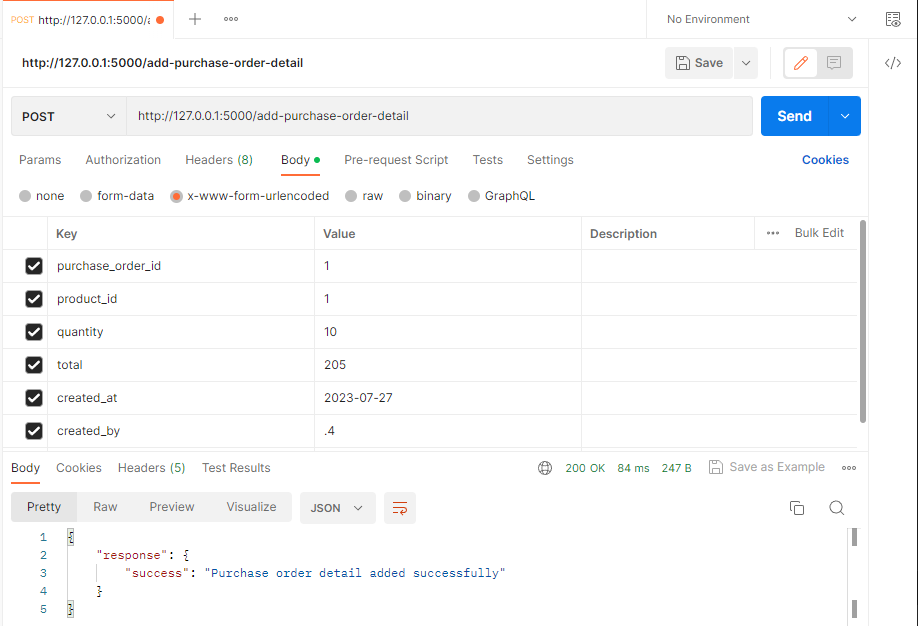 POST http://127.0.0.1:5000/a
No Environment
http://127.0.0.1:5000/add-purchase-order-detail
Save
POST
http://127.0.0.1:5000/add-purchase-order-detail
Send
Params Authorization Headers (8) Body Pre-request Script Tests Settings Cookies
none form-data x-www-form-urlencoded raw binary GraphQL
Key Value Description Bulk Edit
purchase_order_id 1
product_id 1
quantity 10
total 205
created_at 2023-07-27
created_by .4
Body Cookies Headers (5) Test Results 200 OK 84 ms 247 B Save as Example
Pretty Raw Preview Visualize JSON
1 {
2 "response": {
3 "success": "Purchase order detail added successfully"
4 }
5 }